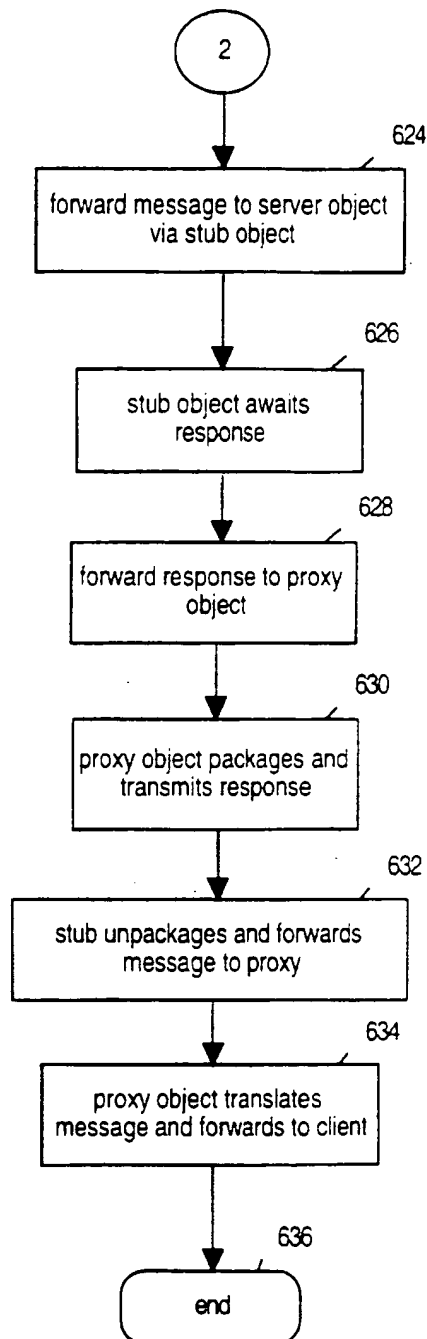 2
624
forward message to server object
via stub object
626
stub object awaits
response
628
forward response to proxy
object
630
proxy object packages and
transmits response
632
stub unpackages and forwards
message to proxy
634
proxy object translates
message and forwards to client
636
end